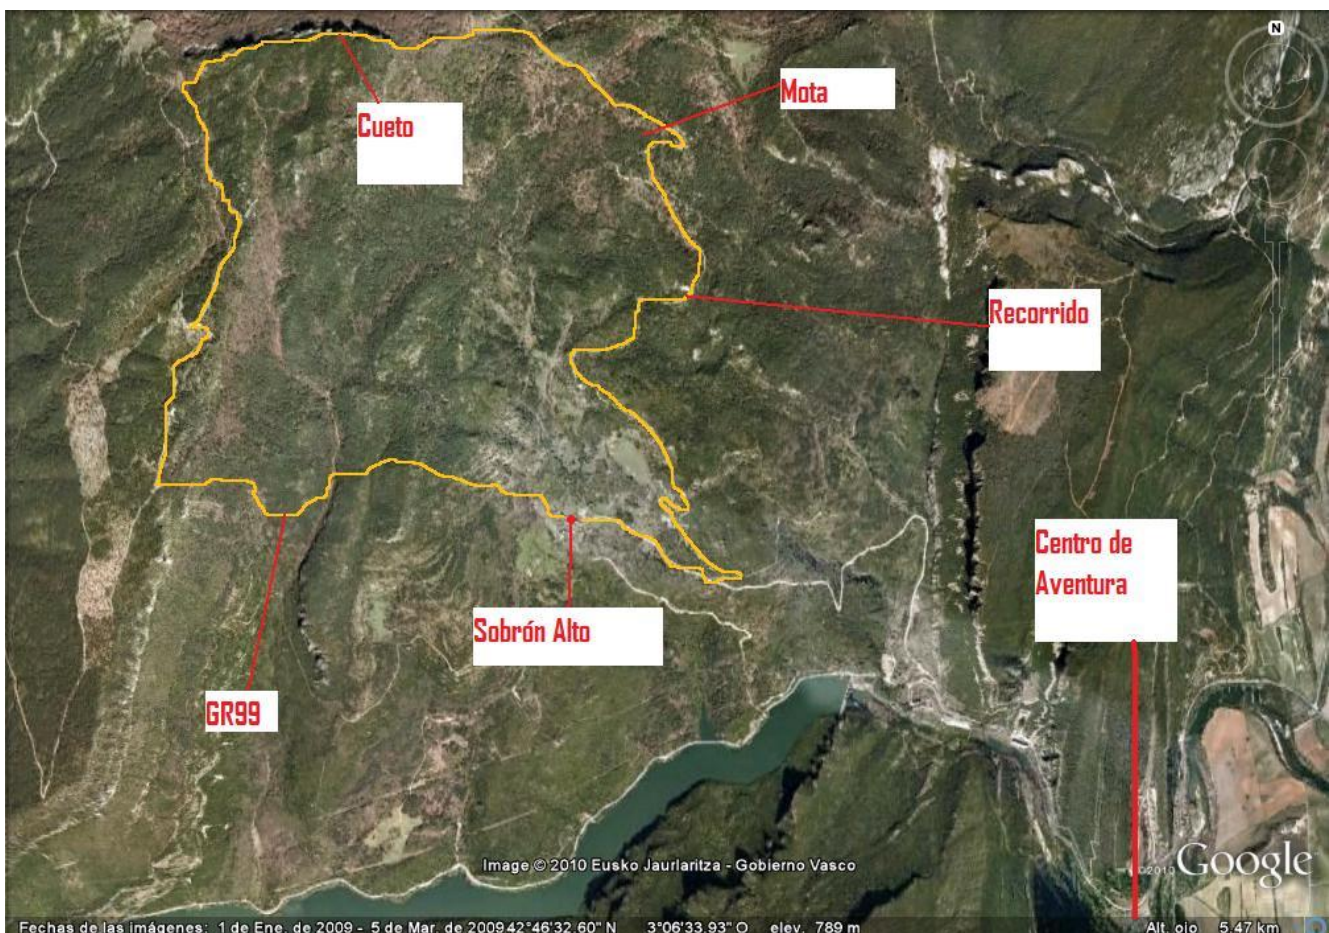 N
Mota
Cueto
Recorrido
Centro de
Aventura
Sobrón Alto
GR99
Image © 2010 Eusko Jaurlaritza - Gobierno Vasco
©2010 Google
Fechas de las imágenes: 1 de Ene. de 2009 - 5 de Mar. de 2009 42°46'32.60" N 3°06'33.93" O elev. 789 m Alt. ojo 5.47 km